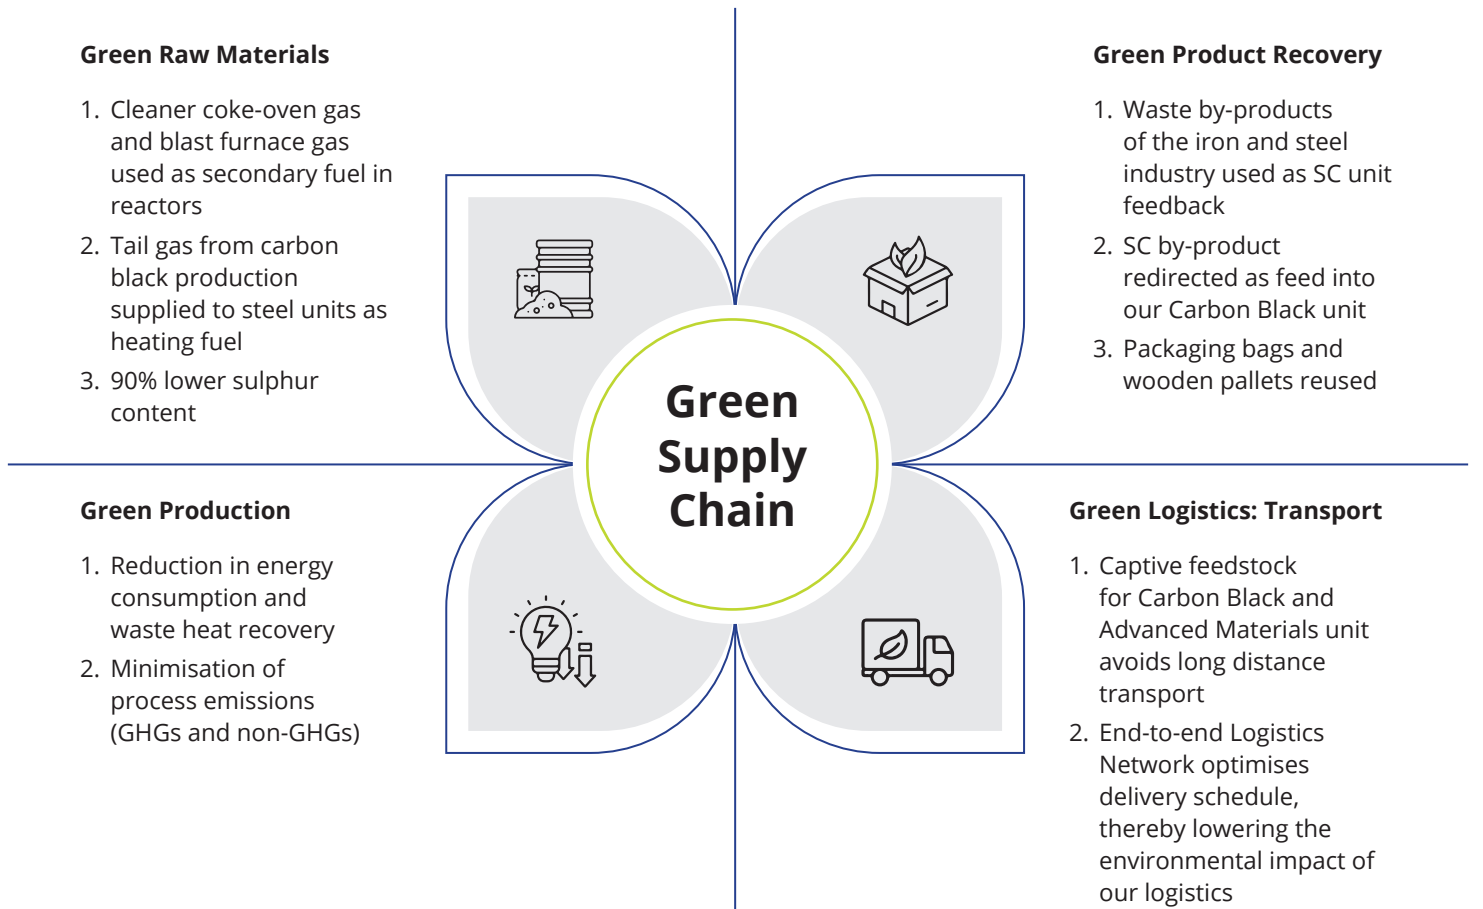 Green Raw Materials
1. Cleaner coke-oven gas
and blast furnace gas
used as secondary fuel in
reactors
2. Tail gas from carbon
black production
supplied to steel units as
heating fuel
3. 90% lower sulphur
content
Green Product Recovery
1. Waste by-products
of the iron and steel
industry used as SC unit
feedback
2. SC by-product
redirected as feed into
our Carbon Black unit
3. Packaging bags and
wooden pallets reused
Green
Supply
Chain
Green Production
1. Reduction in energy
consumption and
waste heat recovery
2. Minimisation of
process emissions
(GHGs and non-GHGs)
Green Logistics: Transport
1. Captive feedstock
for Carbon Black and
Advanced Materials unit
avoids long distance
transport
2. End-to-end Logistics
Network optimises
delivery schedule,
thereby lowering the
environmental impact of
our logistics